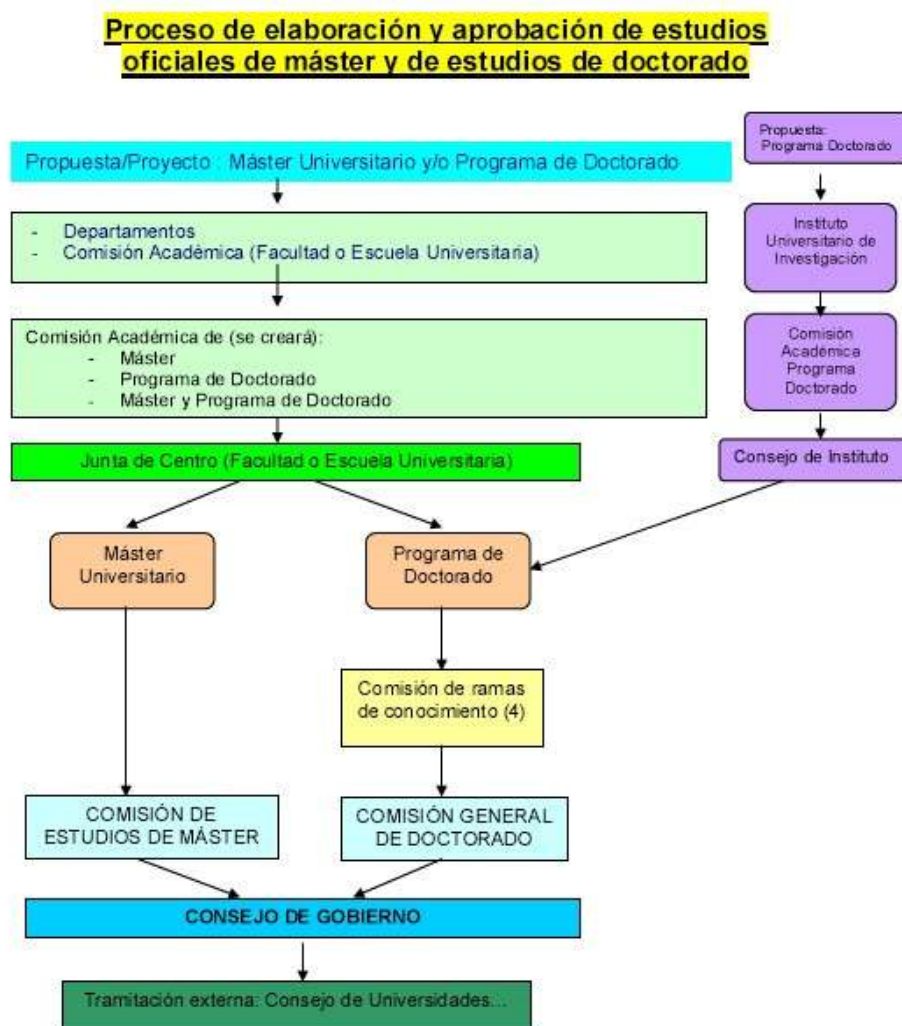 Proceso de elaboración y aprobación de estudios
oficiales de máster y de estudios de doctorado
Propuesta/Proyecto : Máster Universitario y/o Programa de Doctorado
- Departamentos
- Comisión Académica (Facultad o Escuela Universitaria)
Comisión Académica de (se creará):
- Máster
- Programa de Doctorado
- Máster y Programa de Doctorado
Junta de Centro (Facultad o Escuela Universitaria)
Propuesta:
Programa Doctorado
Instituto
Universitario de
Investigación
Comisión
Académica
Programa
Doctorado
Consejo de Instituto
Máster
Universitario
Programa de
Doctorado
Comisión de ramas
de conocimiento (4)
COMISIÓN DE
ESTUDIOS DE MÁSTER
COMISIÓN GENERAL
DE DOCTORADO
CONSEJO DE GOBIERNO
Tramitación externa: Consejo de Universidades...